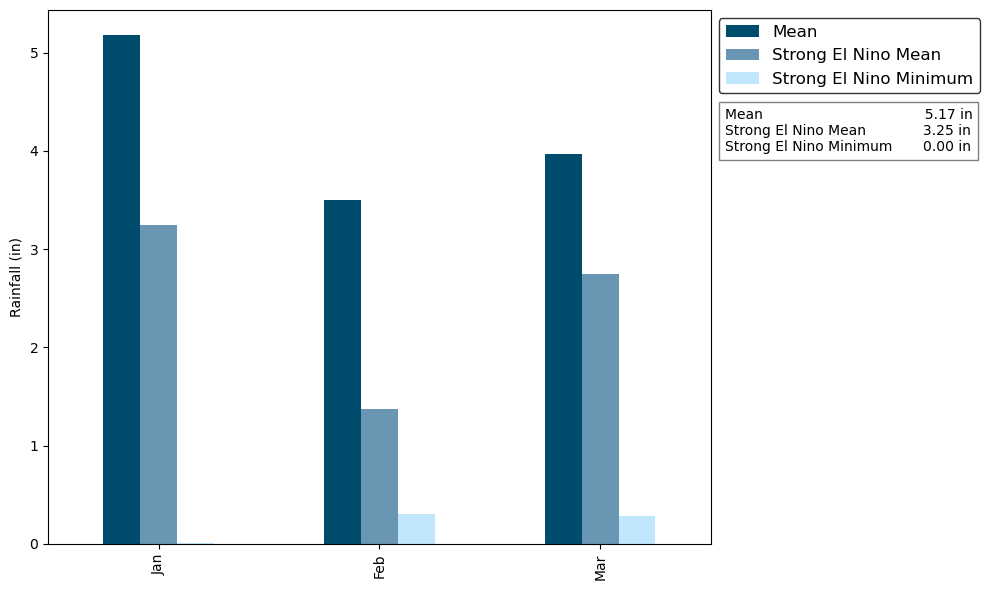 5
4
3
2
1
0
Rainfall (in)
Jan
Feb
Mar
Mean
Strong El Nino Mean
Strong El Nino Minimum
Mean 5.17 in
Strong El Nino Mean 3.25 in
Strong El Nino Minimum 0.00 in